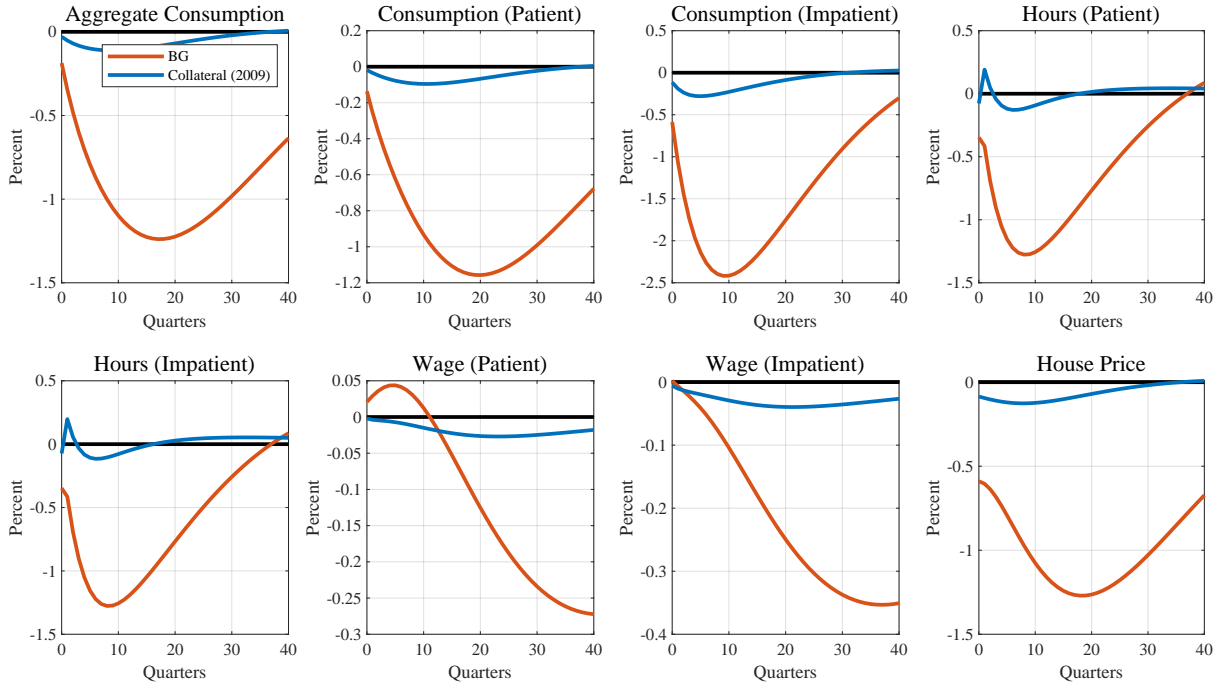 Aggregate Consumption
0
-0.5
-1
-1.5
Percent
BG
Collateral (2009)
0 10 20 30 40
Quarters
Consumption (Patient)
0.2
0
-0.2
-0.4
-0.6
-0.8
-1
-1.2
Percent
0 10 20 30 40
Quarters
Consumption (Impatient)
0.5
0
-0.5
-1
-1.5
-2
-2.5
Percent
0 10 20 30 40
Quarters
Hours (Patient)
0.5
0
-0.5
-1
-1.5
Percent
0 10 20 30 40
Quarters
Hours (Impatient)
0.5
0
-0.5
-1
-1.5
Percent
0 10 20 30 40
Quarters
Wage (Patient)
0.05
0
-0.05
-0.1
-0.15
-0.2
-0.25
-0.3
Percent
0 10 20 30 40
Quarters
Wage (Impatient)
0
-0.1
-0.2
-0.3
-0.4
Percent
0 10 20 30 40
Quarters
House Price
0
-0.5
-1
-1.5
Percent
0 10 20 30 40
Quarters